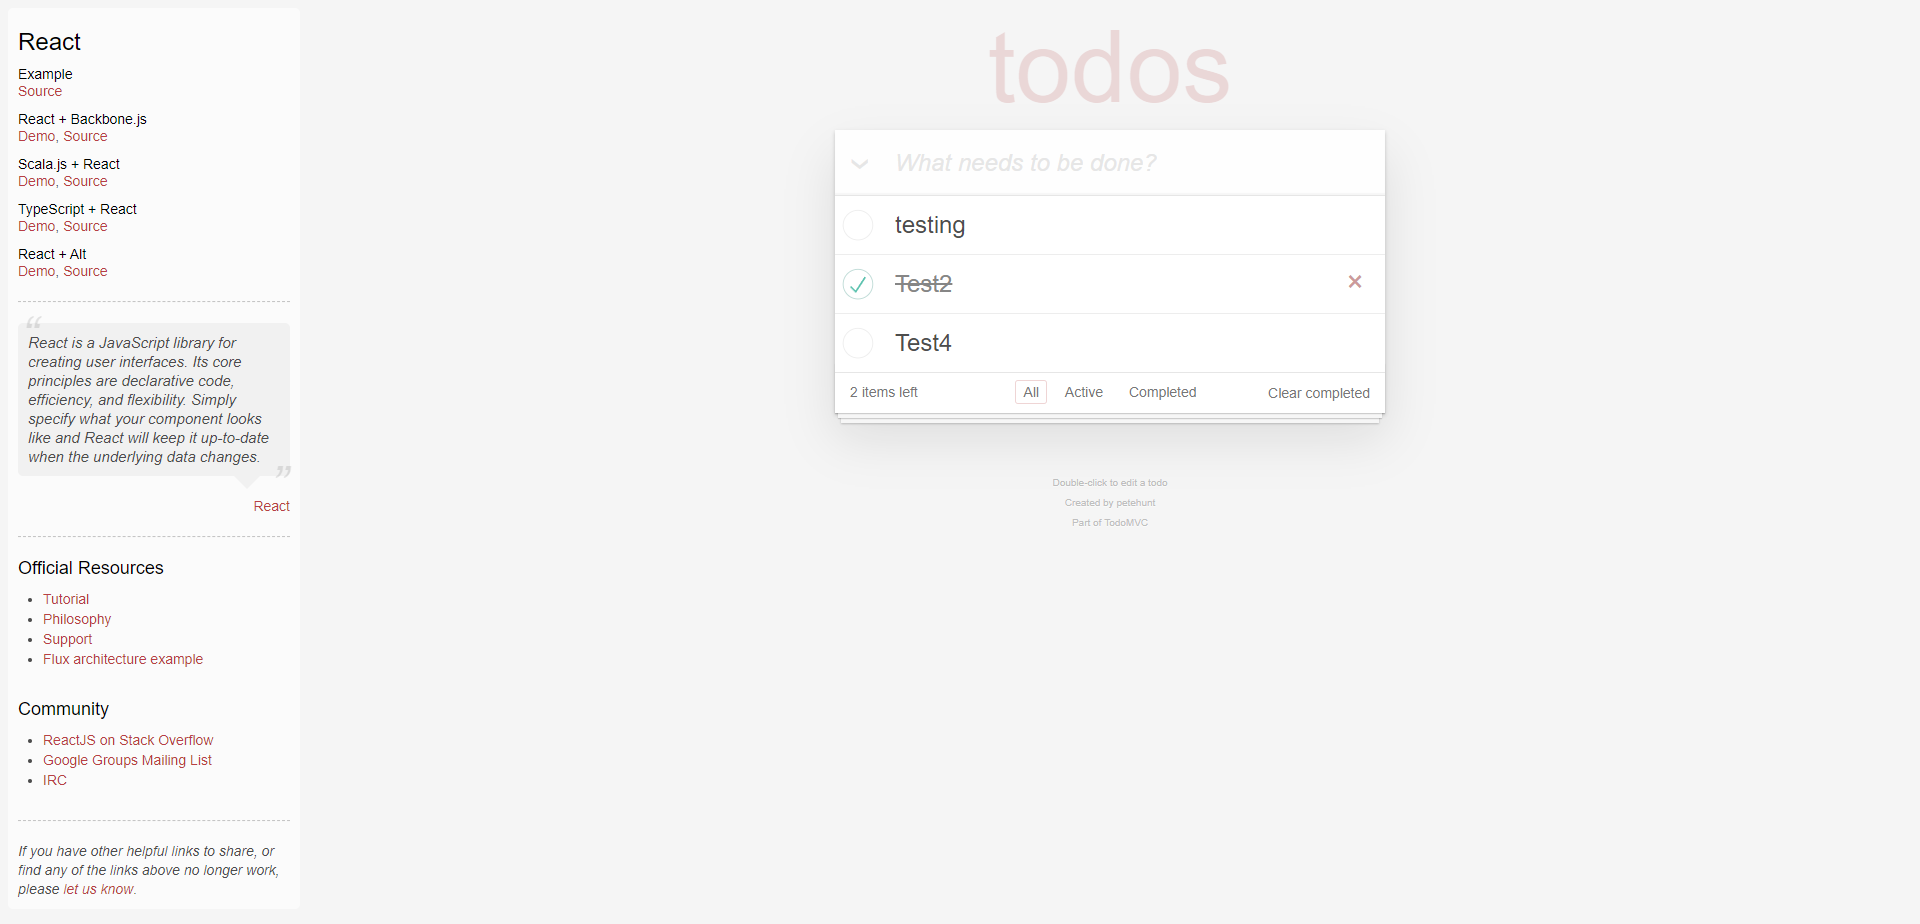 React
Example
Source
React + Backbone.js
Demo, Source
Scala.js + React
Demo, Source
TypeScript + React
Demo, Source
React + Alt
Demo, Source
“
React is a JavaScript library for
creating user interfaces. Its core
principles are declarative code,
efficiency, and flexibility. Simply
specify what your component looks
like and React will keep it up-to-date
when the underlying data changes.
”
React
Official Resources
• Tutorial
• Philosophy
• Support
• Flux architecture example
Community
• ReactJS on Stack Overflow
• Google Groups Mailing List
• IRC
If you have other helpful links to share, or
find any of the links above no longer work,
please let us know.
todos
What needs to be done?
testing
Test2
Test4
2 items left All Active Completed Clear completed
Double-click to edit a todo
Created by petehunt
Part of TodoMVC